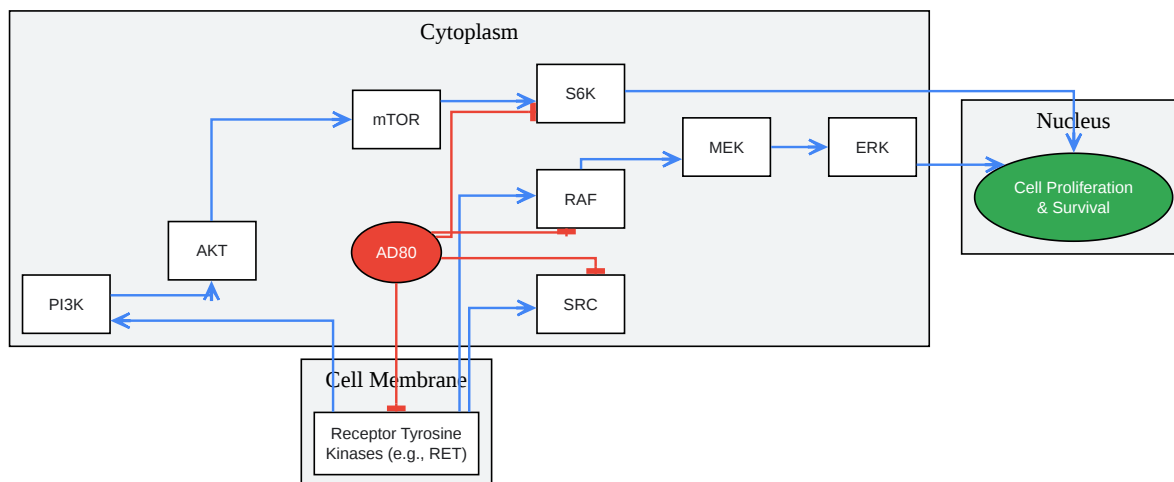 Cytoplasm
S6K
mTOR
Nucleus
MEK
ERK
Cell Proliferation
& Survival
RAF
AKT
AD80
PI3K
SRC
Cell Membrane
Receptor Tyrosine
Kinases (e.g., RET)